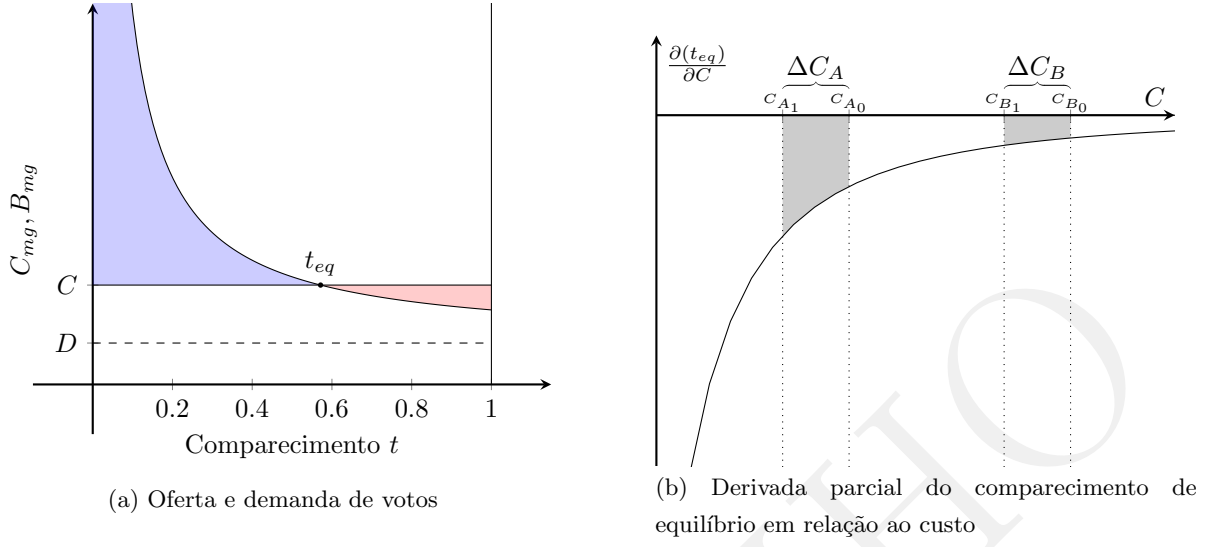 C_{mg}, B_{mg}
C
D
t_{eq}
0.2 0.4 0.6 0.8 1
Comparecimento t
(a) Oferta e demanda de votos
∂(t_{eq})
∂C
ΔC_A ΔC_B
C_{A_1} C_{A_0} C_{B_1} C_{B_0} C
(b) Derivada parcial do comparecimento de
equilíbrio em relação ao custo
HO